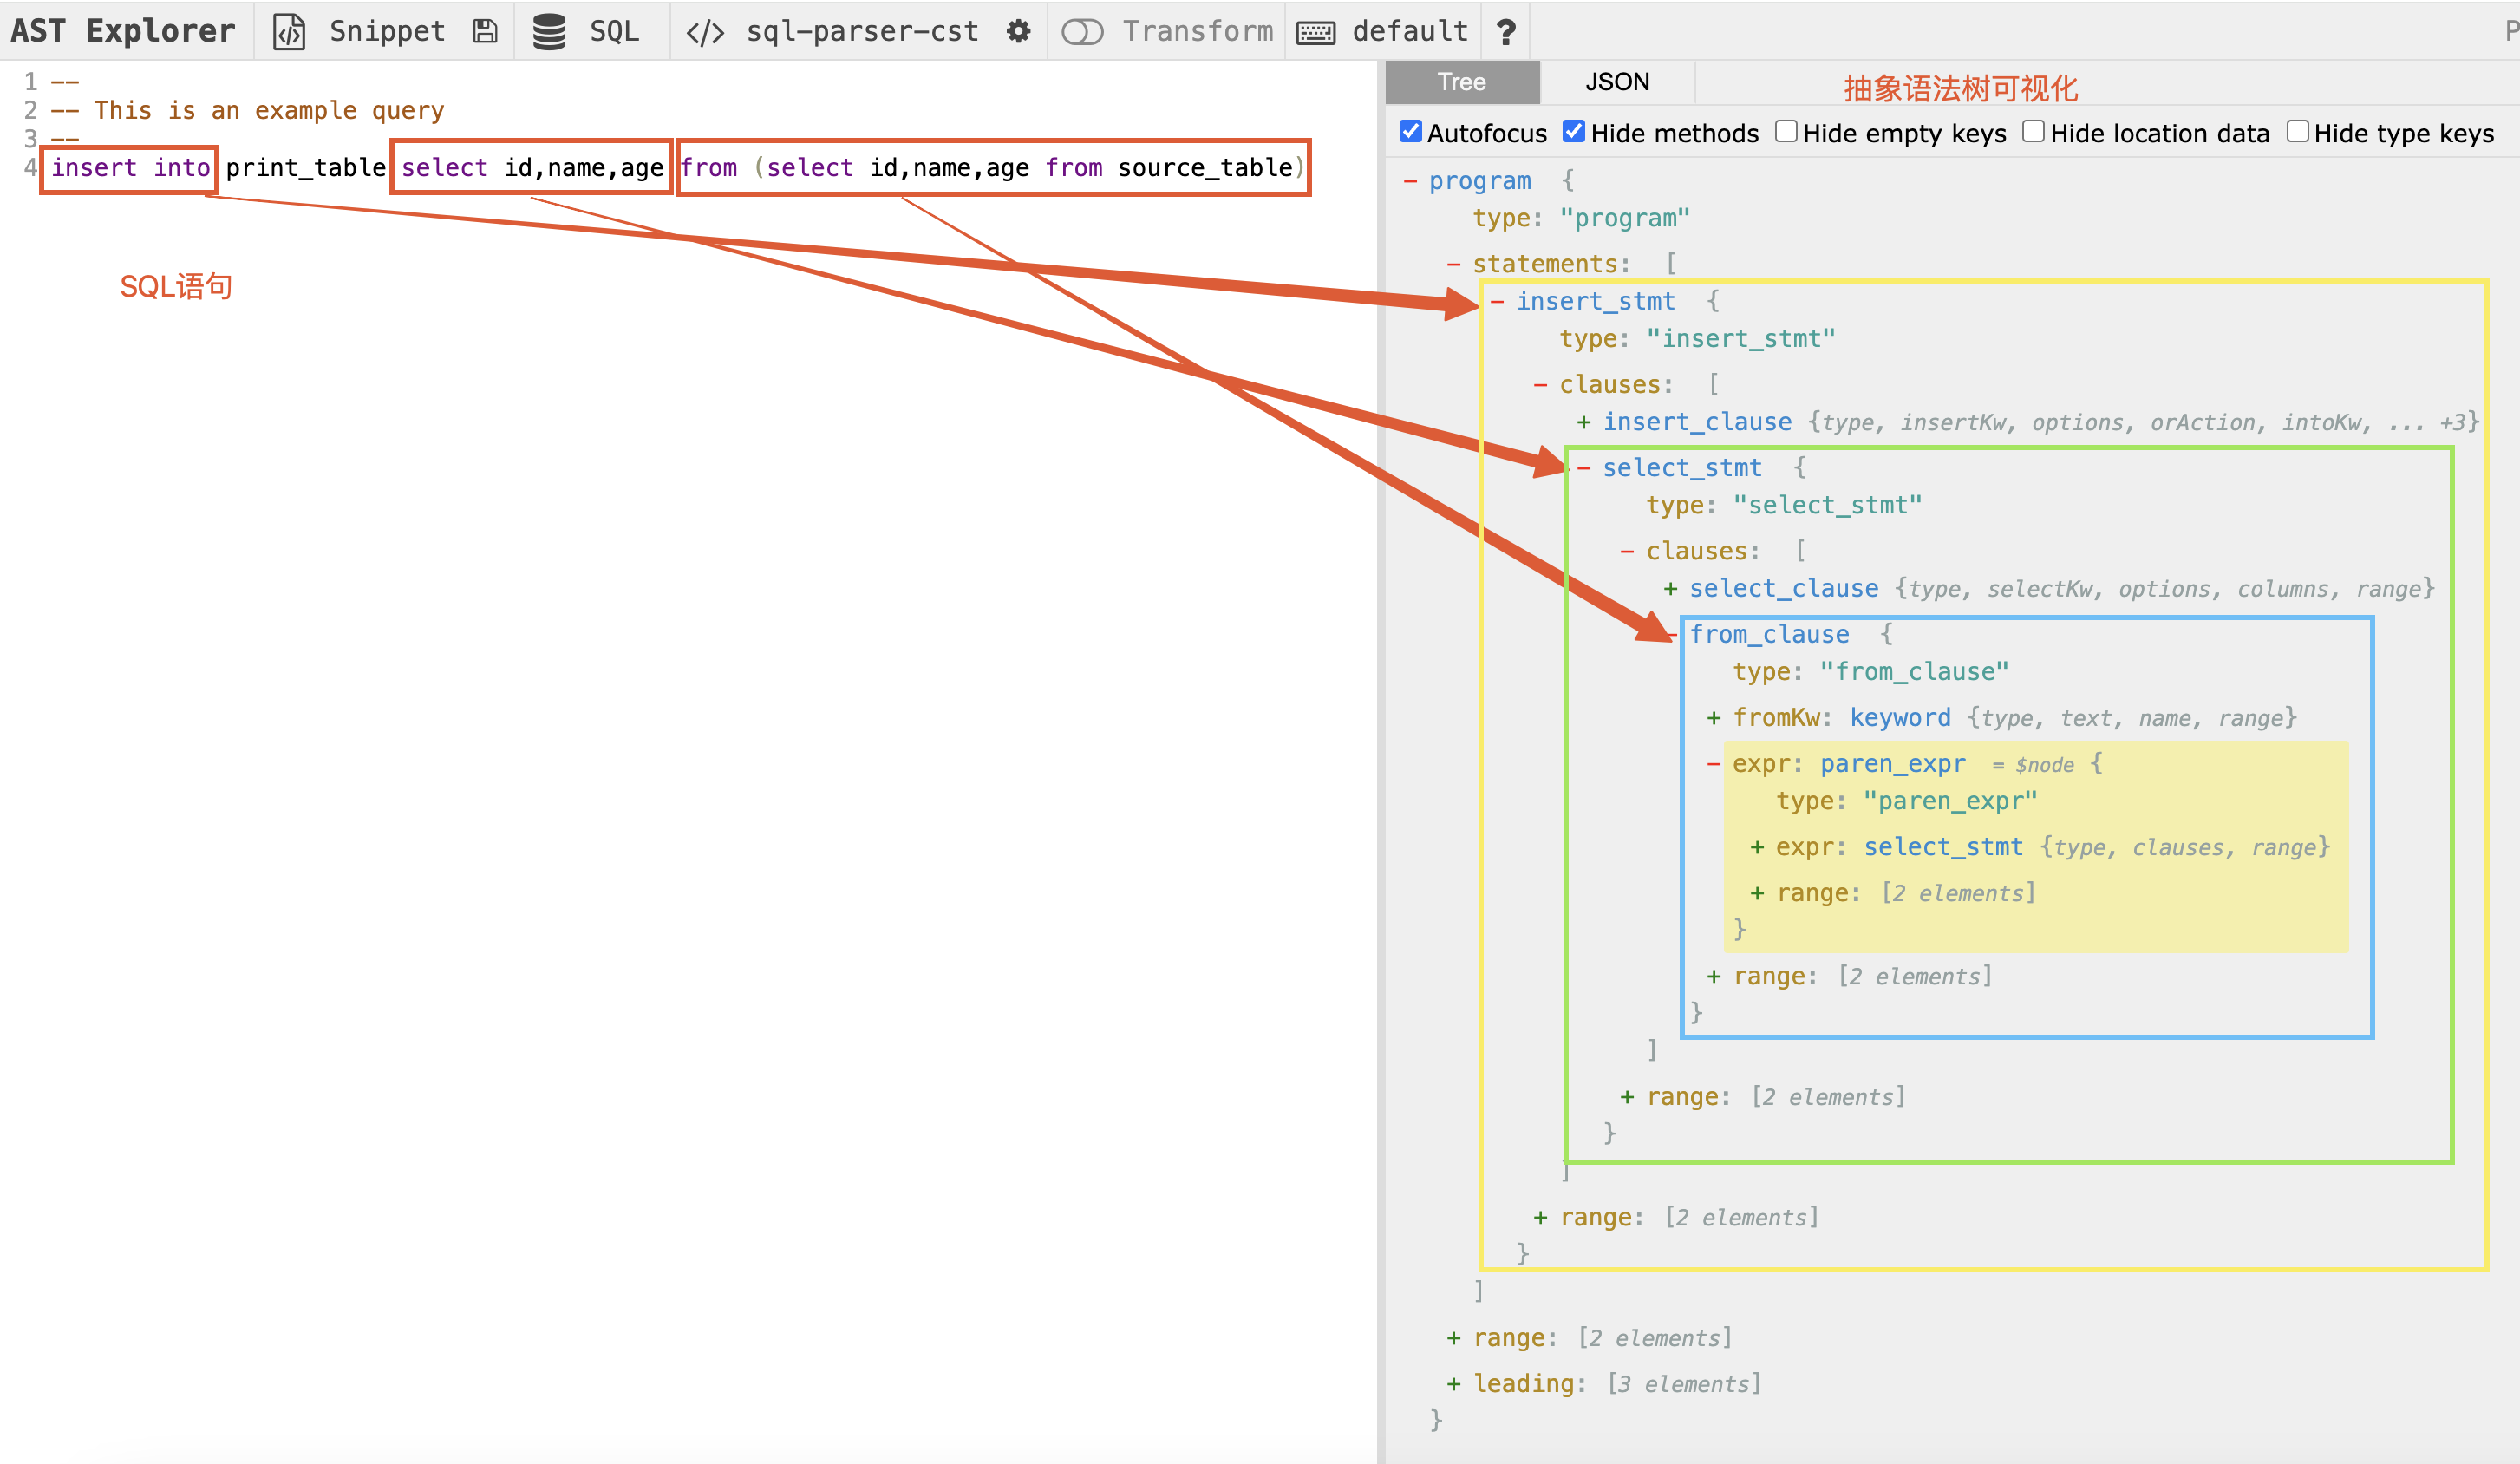 AST Explorer Snippet SQL </> sql-parser-cst Transform default ?
1 --
2 -- This is an example query
3 --
4 insert into print_table select id,name,age from (select id,name,age from source_table)
SQL语句
Tree JSON 抽象语法树可视化
Autofocus Hide methods Hide empty keys Hide location data Hide type keys
- program {
type: "program"
- statements: [
- insert_stmt {
type: "insert_stmt"
- clauses: [
+ insert_clause {type, insertKw, options, orAction, intoKw, ... +3}
- select_stmt {
type: "select_stmt"
- clauses: [
+ select_clause {type, selectKw, options, columns, range}
- from_clause {
type: "from_clause"
+ fromKw: keyword {type, text, name, range}
- expr: paren_expr = $node {
type: "paren_expr"
+ expr: select_stmt {type, clauses, range}
+ range: [2 elements]
}
+ range: [2 elements]
}
]
+ range: [2 elements]
}
]
+ range: [2 elements]
}
]
+ range: [2 elements]
+ leading: [3 elements]
}